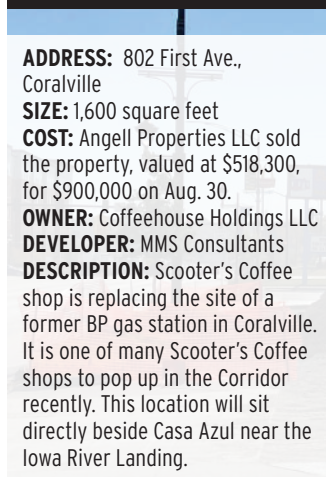 ADDRESS: 802 First Ave.,
Coralville
SIZE: 1,600 square feet
COST: Angell Properties LLC sold
the property, valued at $518,300,
for $900,000 on Aug. 30.
OWNER: Coffeehouse Holdings LLC
DEVELOPER: MMS Consultants
DESCRIPTION: Scooter’s Coffee
shop is replacing the site of a
former BP gas station in Coralville.
It is one of many Scooter’s Coffee
shops to pop up in the Corridor
recently. This location will sit
directly beside Casa Azul near the
Iowa River Landing.